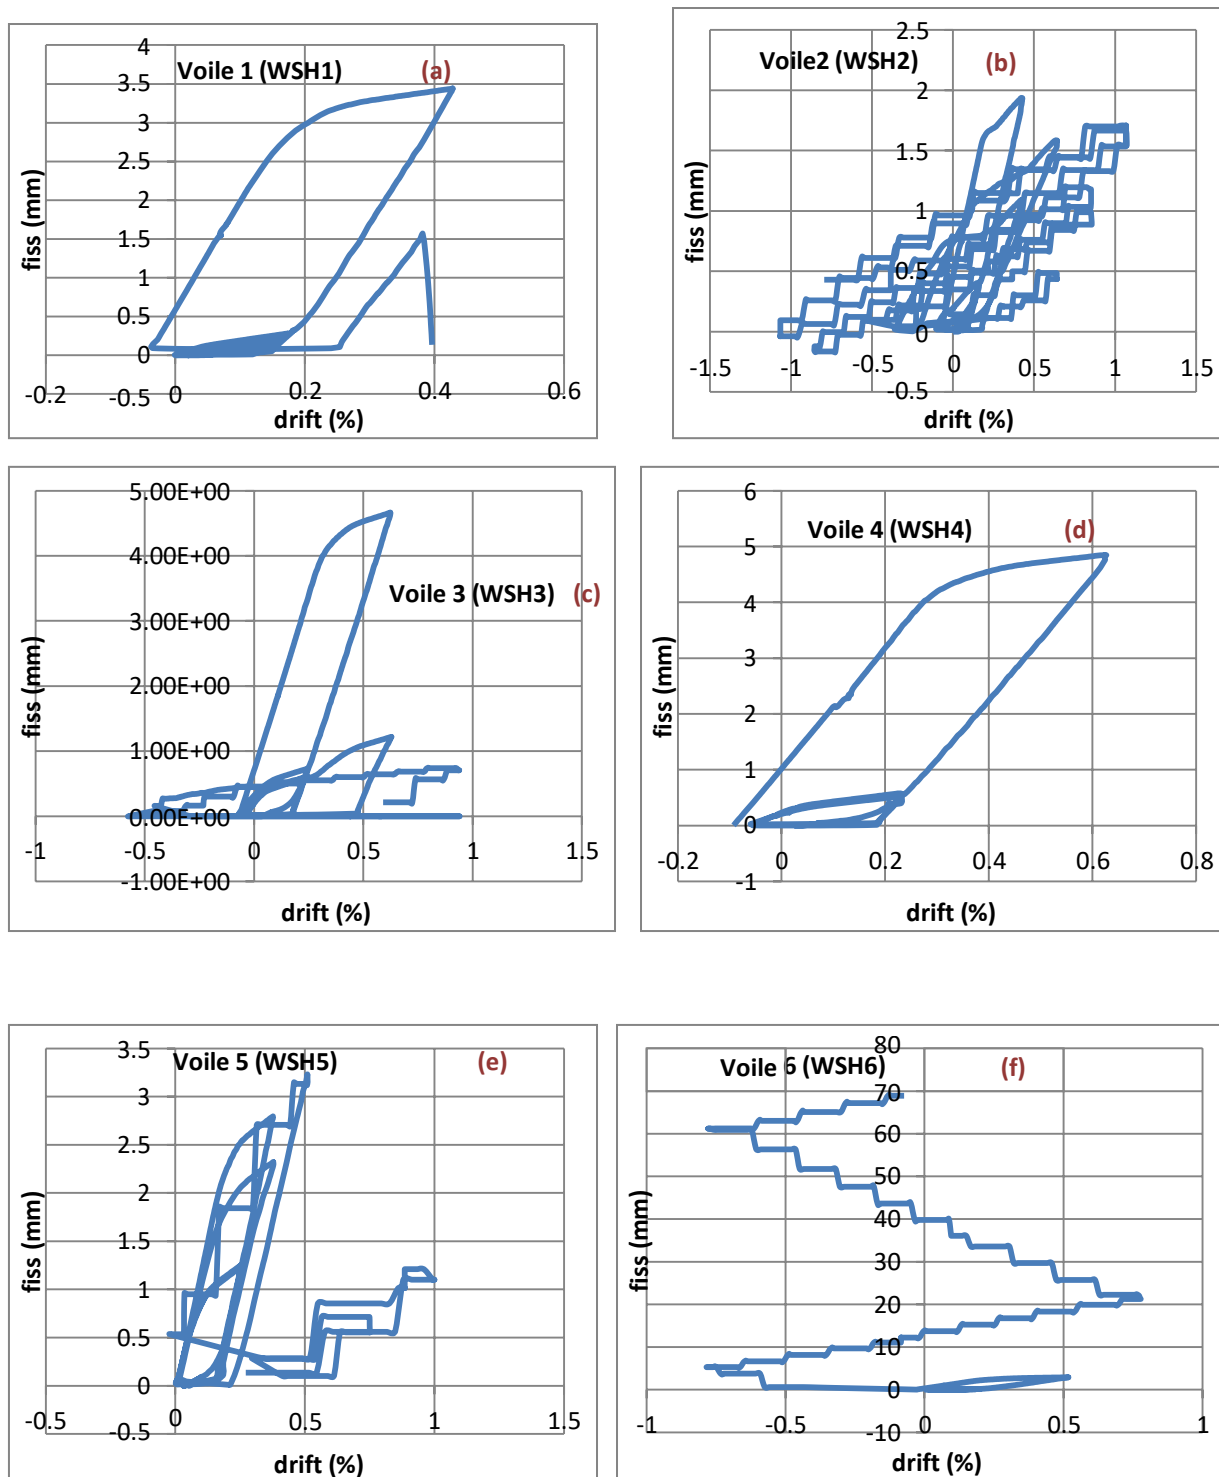 Voile 1 (WSH1) (a)
4
3.5
3
2.5
2
1.5
1
0.5
0
-0.5
-0.2 0 0.2 0.4 0.6
fiss (mm)
drift (%)
Voile2 (WSH2) (b)
2.5
2
1.5
1
0.5
0
-0.5
-1.5 -1 -0.5 0 0.5 1 1.5
fiss (mm)
drift (%)
Voile 3 (WSH3) (c)
5.00E+00
4.00E+00
3.00E+00
2.00E+00
1.00E+00
0.00E+00
-1.00E+00
-1 -0.5 0 0.5 1 1.5
fiss (mm)
drift (%)
Voile 4 (WSH4) (d)
6
5
4
3
2
1
0
-1
-0.2 0 0.2 0.4 0.6 0.8
fiss (mm)
drift (%)
Voile 5 (WSH5) (e)
3.5
3
2.5
2
1.5
1
0.5
0
-0.5
-0.5 0 0.5 1 1.5
fiss (mm)
drift (%)
Voile 6 (WSH6) (f)
80
70
60
50
40
30
20
10
0
-10
-1 -0.5 0 0.5 1
fiss (mm)
drift (%)